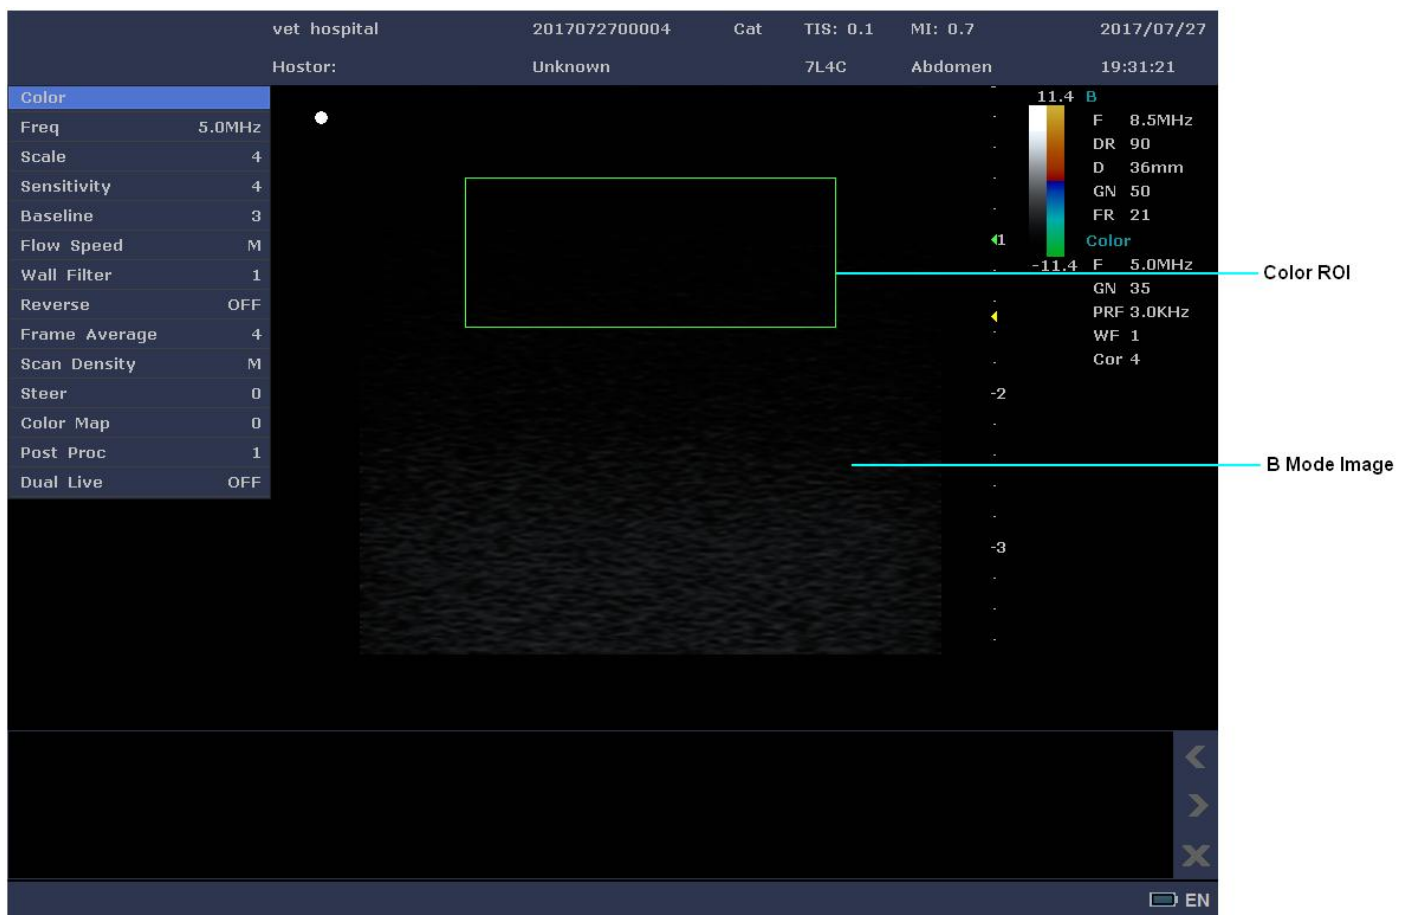 vet hospital 2017072700004 Cat TIS: 0.1 MI: 0.7 2017/07/27
Hostor: Unknown 7L4C Abdomen 19:31:21
Color
Freq 5.0MHz
Scale 4
Sensitivity 4
Baseline 3
Flow Speed M
Wall Filter 1
Reverse OFF
Frame Average 4
Scan Density M
Steer 0
Color Map 0
Post Proc 1
Dual Live OFF
1
-2
-3
11.4
-11.4
B
F 8.5MHz
DR 90
D 36mm
GN 50
FR 21
Color
F 5.0MHz
GN 35
PRF 3.0KHz
WF 1
Cor 4
Color ROI
B Mode Image
EN